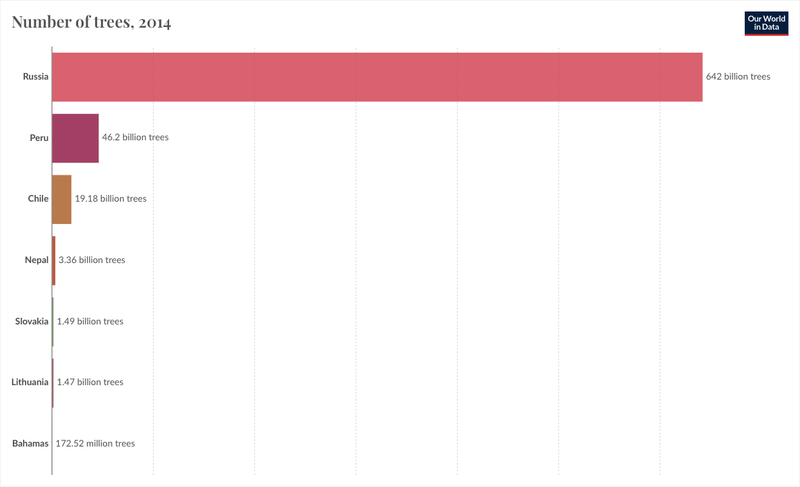 Number of trees, 2014
Our World
in Data
Russia 642 billion trees
Peru 46.2 billion trees
Chile 19.18 billion trees
Nepal 3.36 billion trees
Slovakia 1.49 billion trees
Lithuania 1.47 billion trees
Bahamas 172.52 million trees